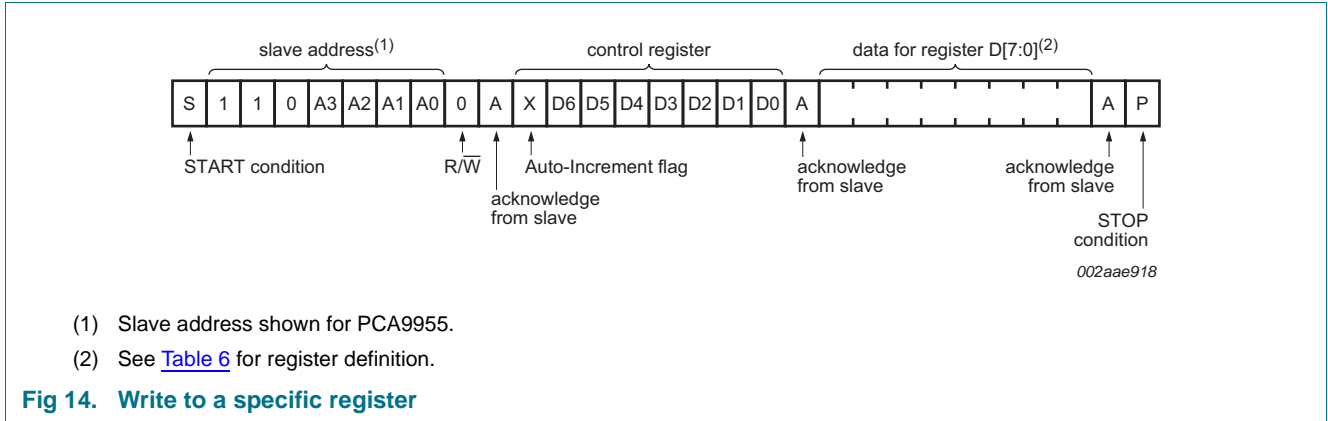 slave address(1) control register data for register D[7:0](2)
S 1 1 0 A3 A2 A1 A0 0 A X D6 D5 D4 D3 D2 D1 D0 A A P
START condition R/W̅ Auto-Increment flag acknowledge from slave acknowledge from slave
acknowledge from slave
STOP condition
002aae918
(1) Slave address shown for PCA9955.
(2) See Table 6 for register definition.
Fig 14. Write to a specific register